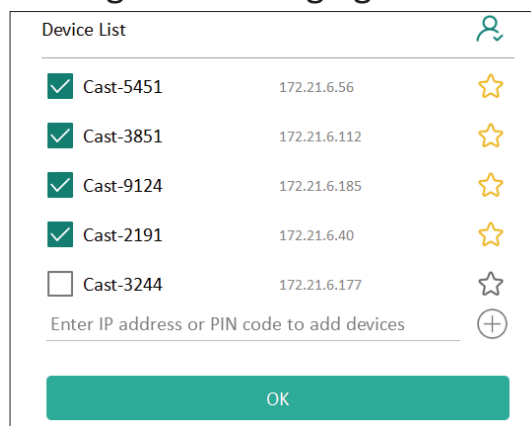 Device List
Cast-5451 172.21.6.56
Cast-3851 172.21.6.112
Cast-9124 172.21.6.185
Cast-2191 172.21.6.40
Cast-3244 172.21.6.177
Enter IP address or PIN code to add devices
OK